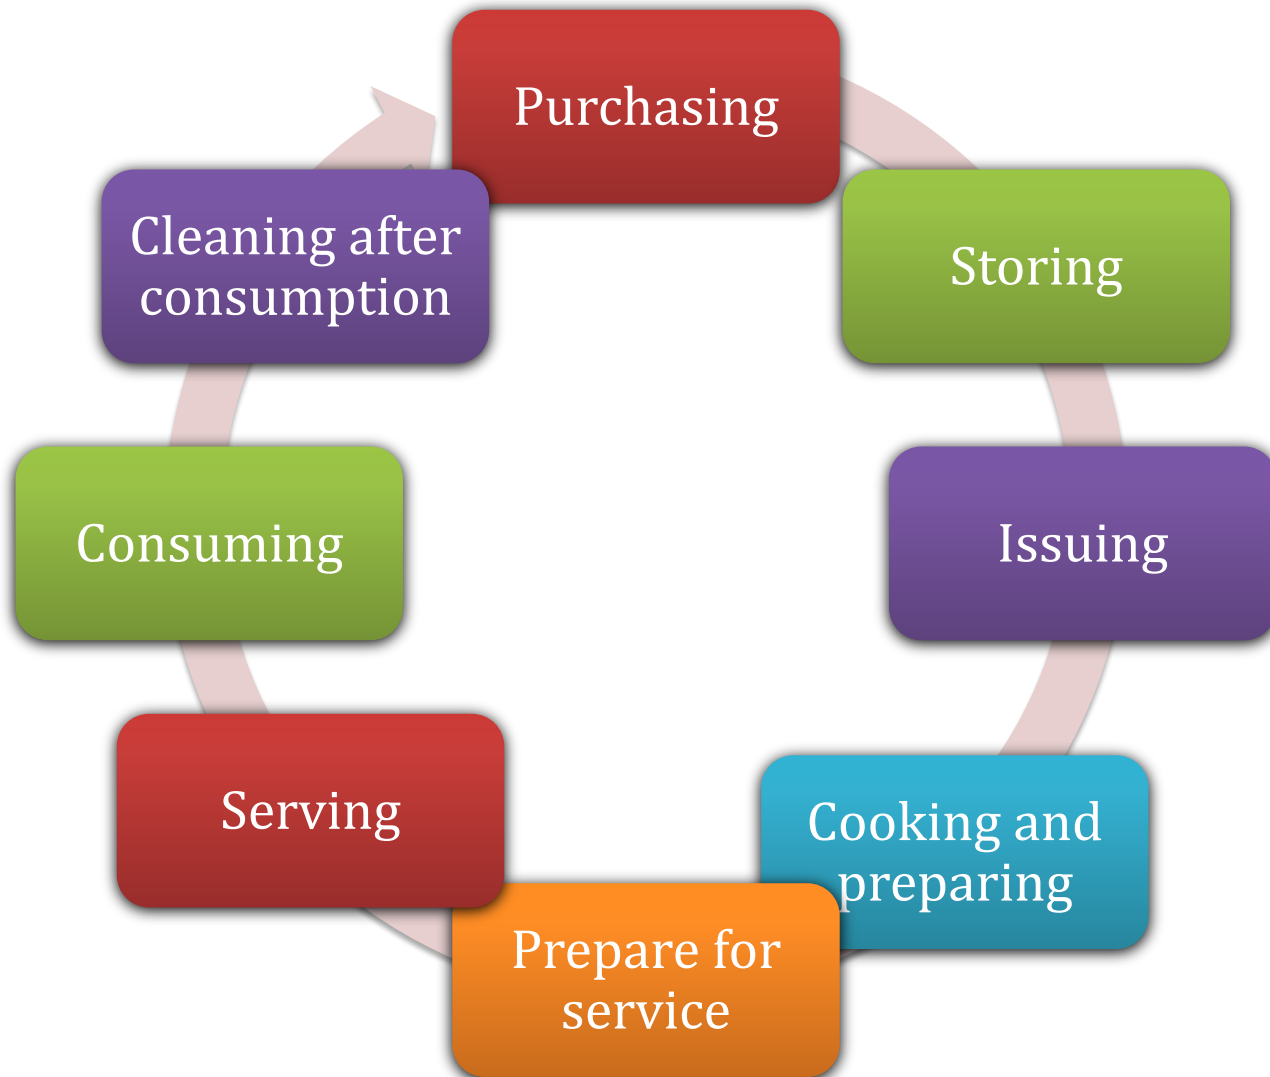 Purchasing
Storing
Issuing
Cooking and
preparing
Prepare for
service
Serving
Consuming
Cleaning after
consumption